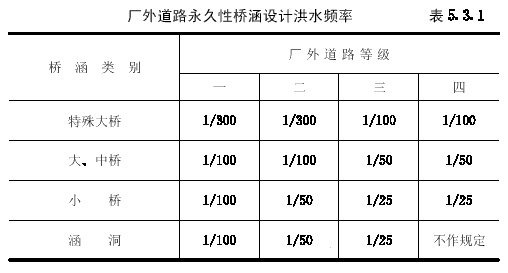 厂外道路永久性桥涵设计洪水频率 表5.3.1
桥涵类别 厂外道路等级
一 二 三 四
特殊大桥 1/300 1/300 1/100 1/100
大、中桥 1/100 1/100 1/50 1/50
小桥 1/100 1/50 1/25 1/25
涵洞 1/100 1/50 1/25 不作规定